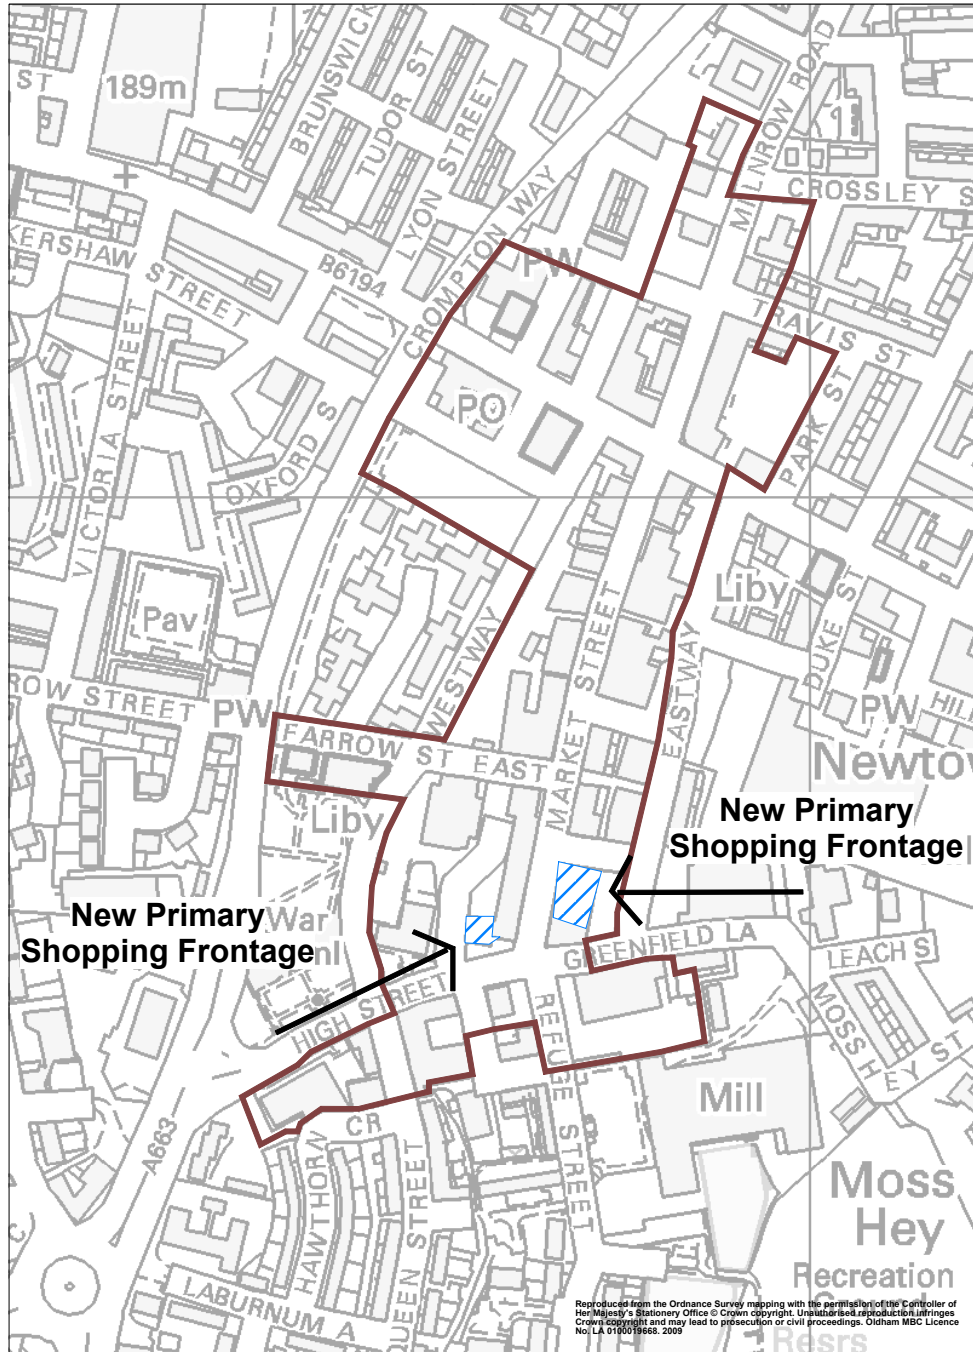 189m
ST
BRUNSWICK
TUDOR ST
LYON STREET
CROMPTON WAY
MILNROW ROAD
CROSSLEY S
KERSHAW STREET
B6194
PW
TRAVIS ST
PARK ST
VICTORIA STREET
OXFORD S
PO
Pav
Liby
DUKE S
ROW STREET
PW
WESTWAY
MARKET STREET
EASTWAY
PW
HIL
FARROW ST EAST
Newtow
Liby
New Primary
Shopping Frontage
New Primary
Shopping Frontage
War
HIGH STREET
GREENFIELD LA
LEACH S
MOSS HEY ST
REFUGE STREET
Mill
A663
CR
HAWTHORN
QUEEN STREET
LABURNUM A
Moss
Hey
Recreation
Ground
Resrs
Reproduced from the Ordnance Survey mapping with the permission of the Controller of
Her Majesty's Stationery Office © Crown copyright. Unauthorised reproduction infringes
Crown copyright and may lead to prosecution or civil proceedings. Oldham MBC Licence
No. LA 0100019668. 2009